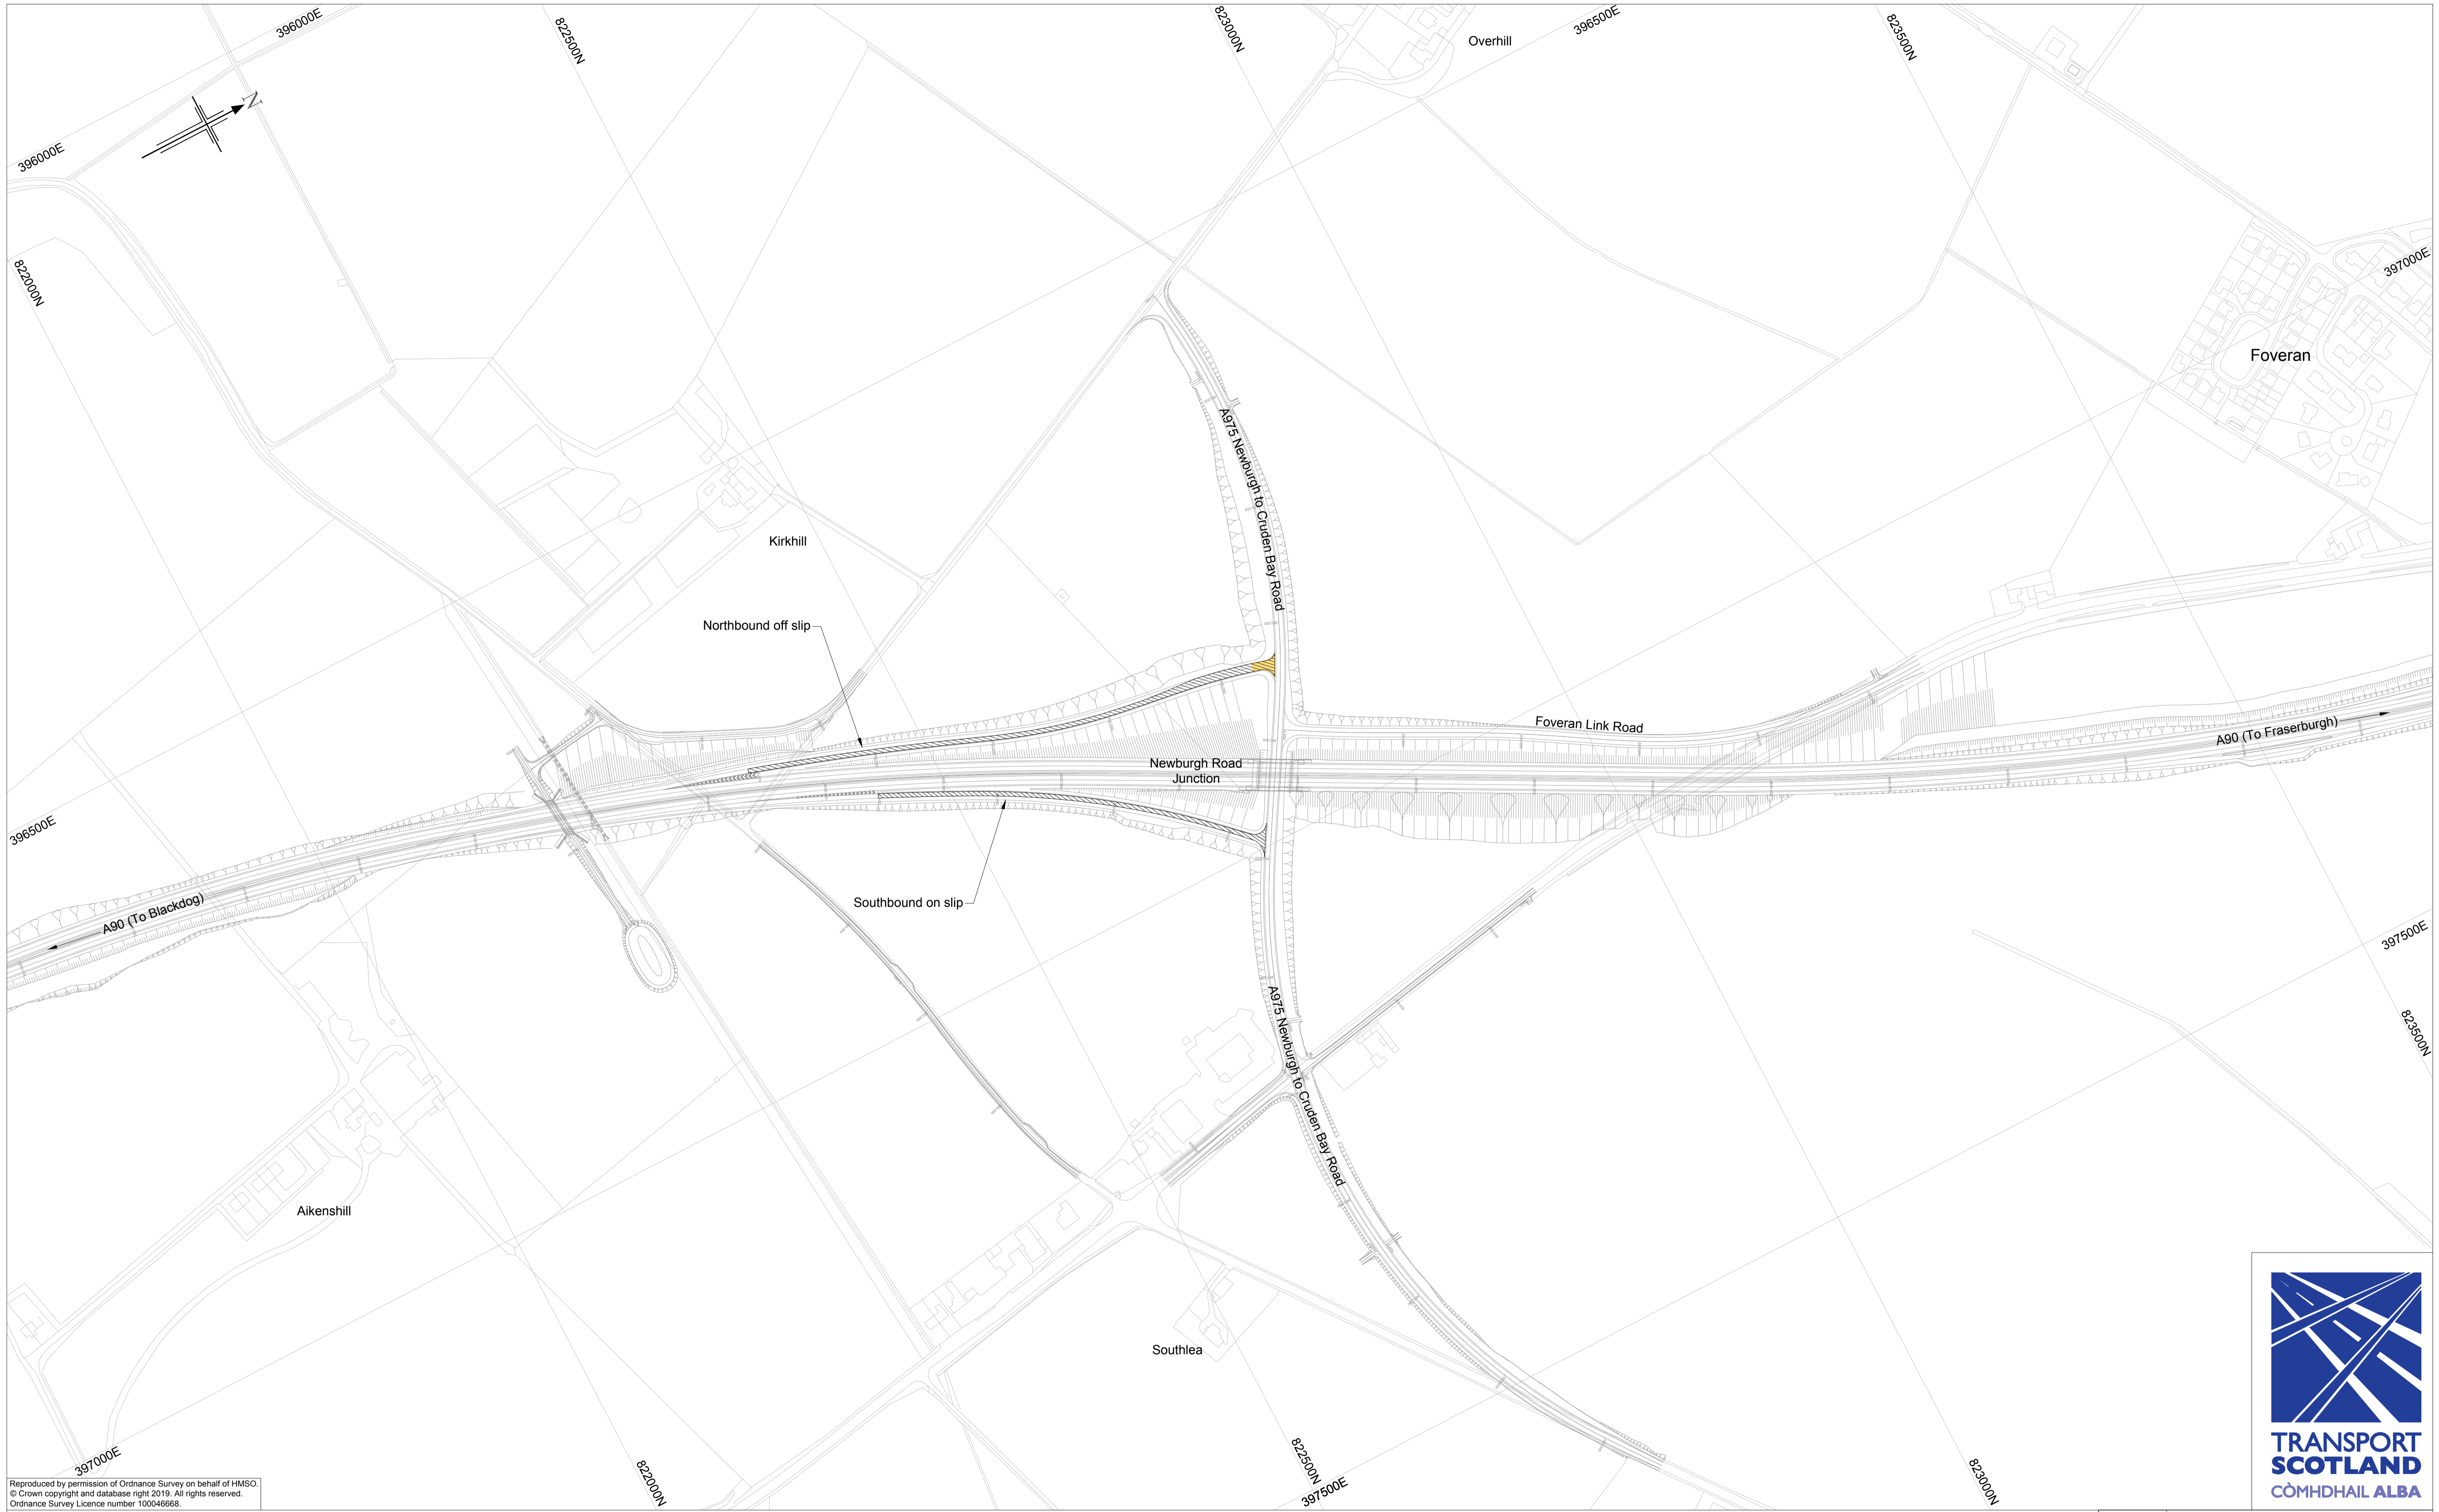 396000E
822500N
823000N
Overhill
396500E
823500N
N
396000E
822000N
397000E
Foveran
A975 Newburgh to Cruden Bay Road
Kirkhill
Northbound off slip
Foveran Link Road
A90 (To Fraserburgh)
Newburgh Road
Junction
396500E
A90 (To Blackdog)
Southbound on slip
397500E
823500N
A975 Newburgh to Cruden Bay Road
Aikenshill
Southlea
397000E
822000N
822500N
397500E
823000N
Reproduced by permission of Ordnance Survey on behalf of HMSO.
© Crown copyright and database right 2019. All rights reserved.
Ordnance Survey Licence number 100046668.
TRANSPORT
SCOTLAND
CÒMHDHAIL ALBA